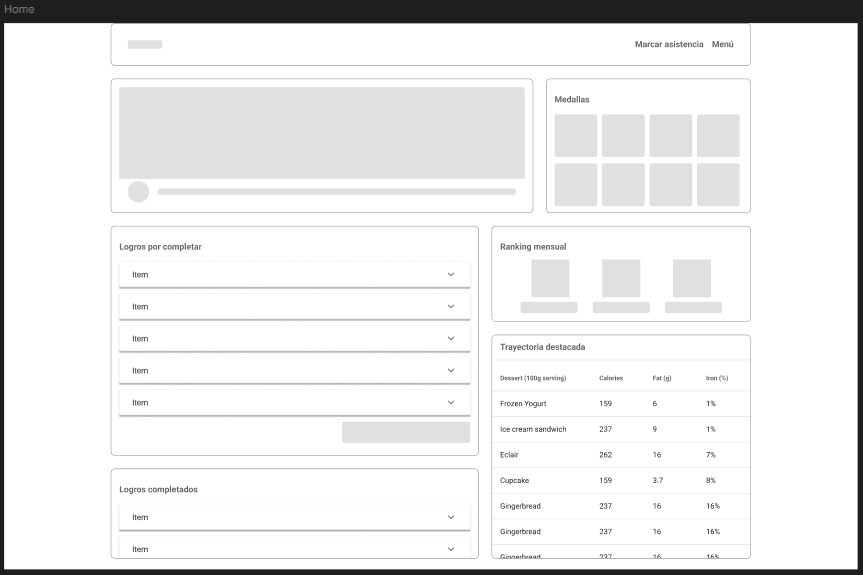 Home
Marcar asistencia Menú
Medallas
Logros por completar
Item
Item
Item
Item
Item
Logros completados
Item
Item
Ranking mensual
Trayectoria destacada
Dessert (100g serving) Calories Fat (g) Iron (%)
Frozen Yogurt 159 6 1%
Ice cream sandwich 237 9 1%
Eclair 262 16 7%
Cupcake 159 3.7 8%
Gingerbread 237 16 16%
Gingerbread 237 16 16%
Gingerbread 237 16 16%